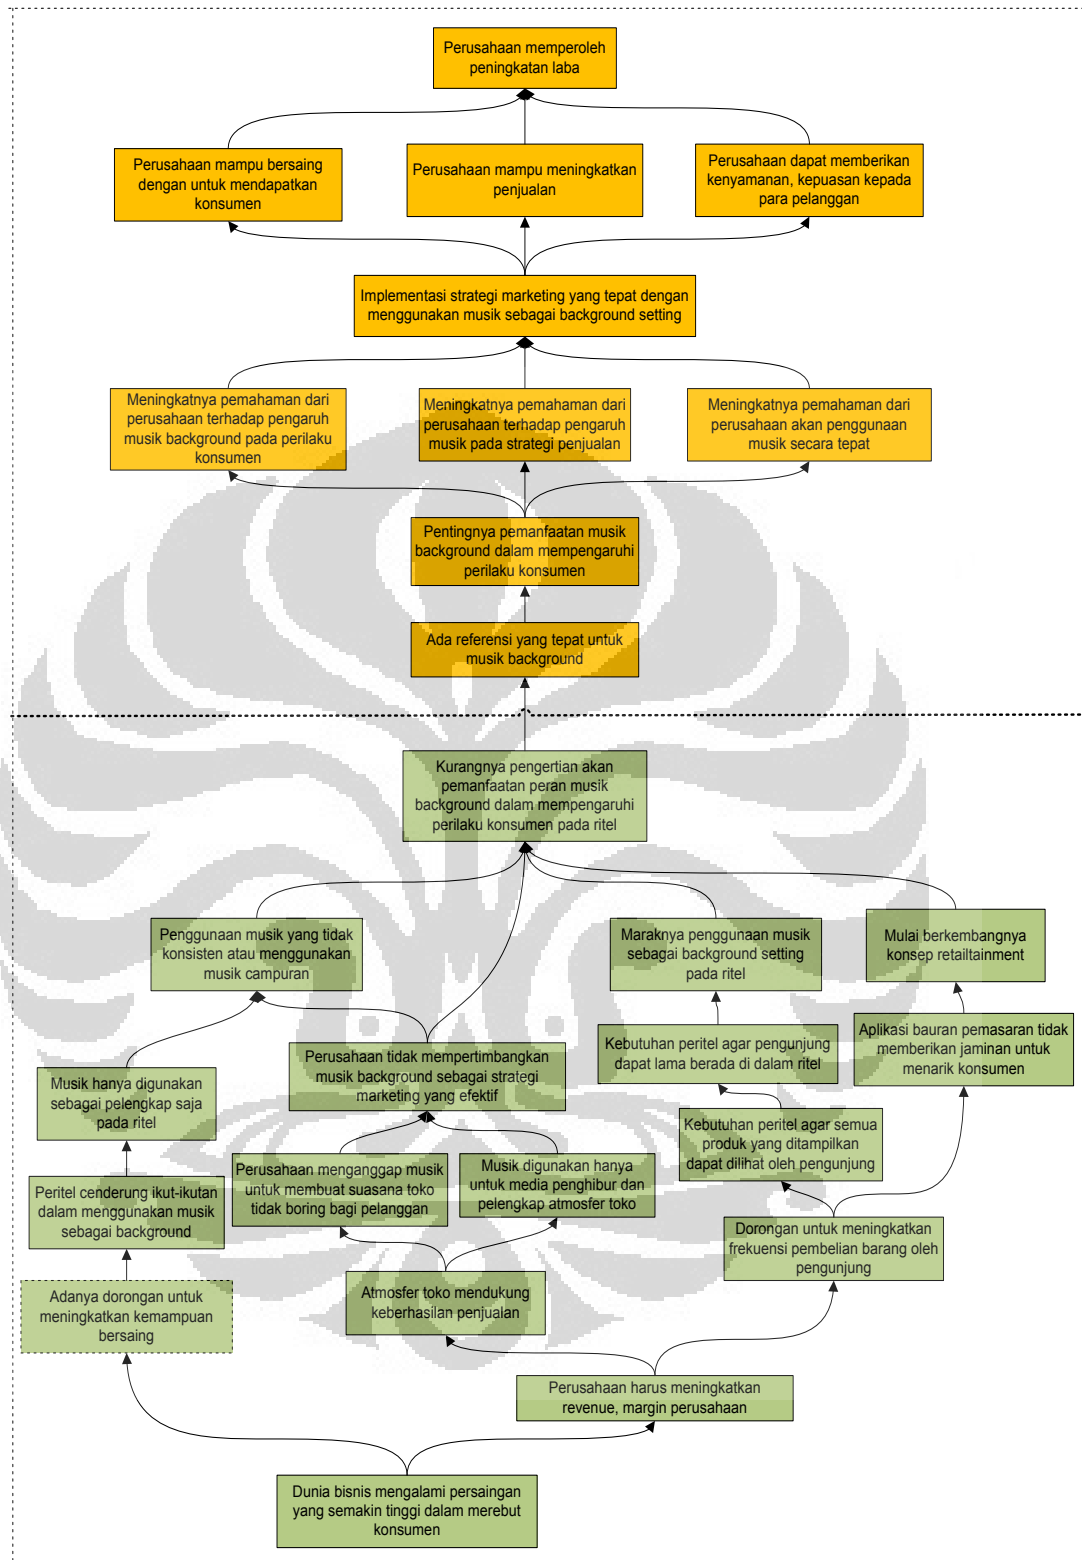 Perusahaan memperoleh
peningkatan laba
Perusahaan mampu bersaing
dengan untuk mendapatkan
konsumen
Perusahaan mampu meningkatkan
penjualan
Perusahaan dapat memberikan
kenyamanan, kepuasan kepada
para pelanggan
Implementasi strategi marketing yang tepat dengan
menggunakan musik sebagai background setting
Meningkatnya pemahaman dari
perusahaan terhadap pengaruh
musik background pada perilaku
konsumen
Meningkatnya pemahaman dari
perusahaan terhadap pengaruh
musik pada strategi penjualan
Meningkatnya pemahaman dari
perusahaan akan penggunaan
musik secara tepat
Pentingnya pemanfaatan musik
background dalam mempengaruhi
perilaku konsumen
Ada referensi yang tepat untuk
musik background
Kurangnya pengertian akan
pemanfaatan peran musik
background dalam mempengaruhi
perilaku konsumen pada ritel
Penggunaan musik yang tidak
konsisten atau menggunakan
musik campuran
Maraknya penggunaan musik
sebagai background setting
pada ritel
Mulai berkembangnya
konsep retailtainment
Perusahaan tidak mempertimbangkan
musik background sebagai strategi
marketing yang efektif
Kebutuhan peritel agar pengunjung
dapat lama berada di dalam ritel
Aplikasi bauran pemasaran tidak
memberikan jaminan untuk
menarik konsumen
Musik hanya digunakan
sebagai pelengkap saja
pada ritel
Kebutuhan peritel agar semua
produk yang ditampilkan
dapat dilihat oleh pengunjung
Perusahaan menganggap musik
untuk membuat suasana toko
tidak boring bagi pelanggan
Musik digunakan hanya
untuk media penghibur dan
pelengkap atmosfer toko
Peritel cenderung ikut-ikutan
dalam menggunakan musik
sebagai background
Dorongan untuk meningkatkan
frekuensi pembelian barang oleh
pengunjung
Adanya dorongan untuk
meningkatkan kemampuan
bersaing
Atmosfer toko mendukung
keberhasilan penjualan
Perusahaan harus meningkatkan
revenue, margin perusahaan
Dunia bisnis mengalami persaingan
yang semakin tinggi dalam merebut
konsumen